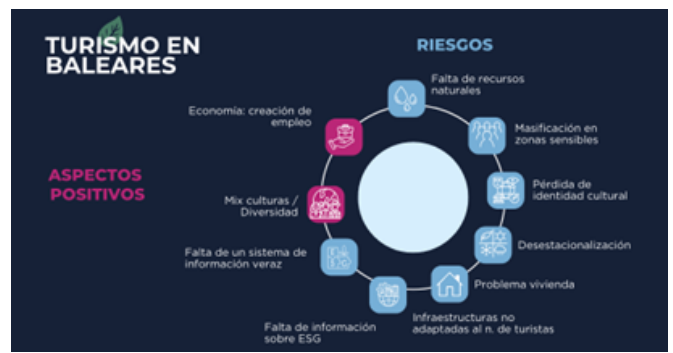 TURISMO EN
BALEARES
RIESGOS
Falta de recursos
naturales
Economía: creación de
empleo
Masificación en
zonas sensibles
ASPECTOS
POSITIVOS
Pérdida de
identidad cultural
Mix culturas /
Diversidad
Desestacionalización
Falta de un sistema de
información veraz
Problema vivienda
Infraestructuras no
adaptadas al n. de turistas
Falta de información
sobre ESG